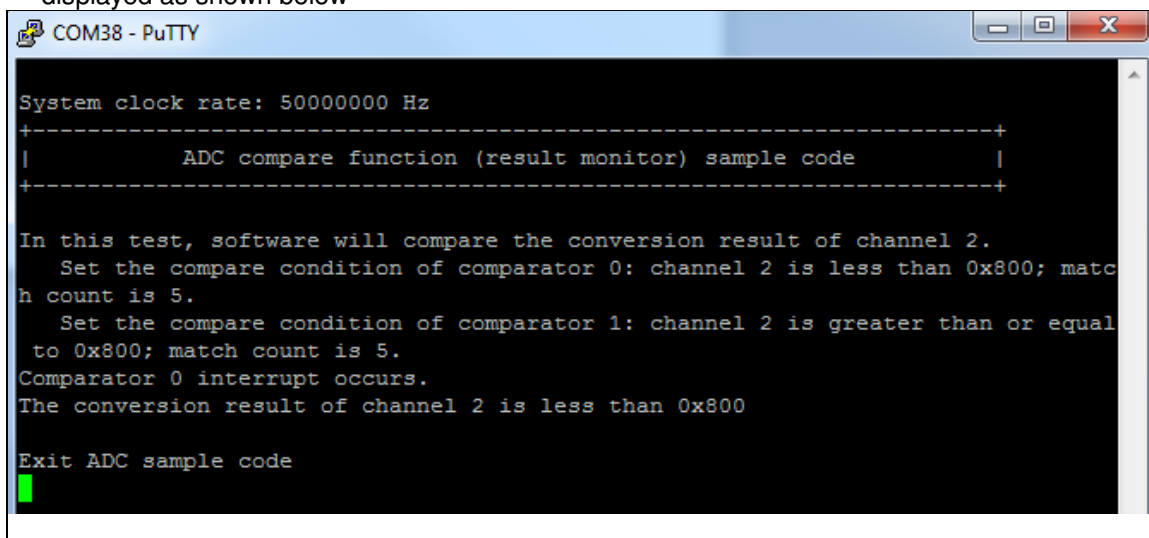 displayed as shown below
COM38 - PuTTY
System clock rate: 50000000 Hz
+----------------------------------------------------------------------+
|           ADC compare function (result monitor) sample code           |
+----------------------------------------------------------------------+
In this test, software will compare the conversion result of channel 2.
   Set the compare condition of comparator 0: channel 2 is less than 0x800; matc
h count is 5.
   Set the compare condition of comparator 1: channel 2 is greater than or equal
 to 0x800; match count is 5.
Comparator 0 interrupt occurs.
The conversion result of channel 2 is less than 0x800
Exit ADC sample code